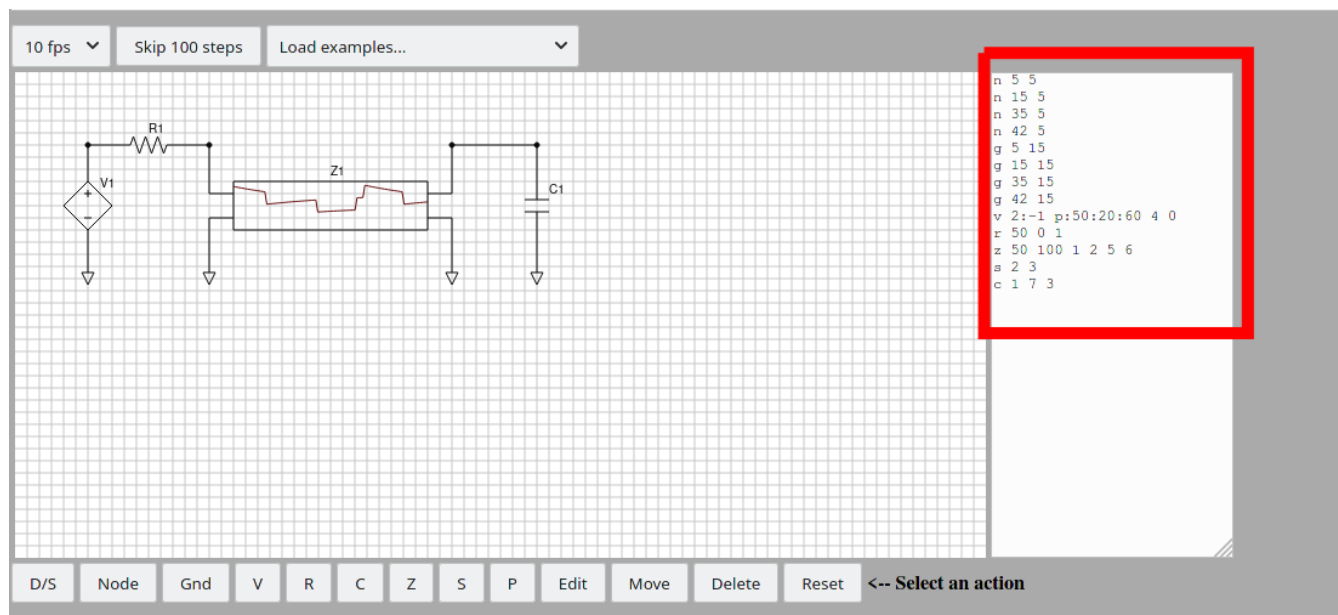 10 fps Skip 100 steps Load examples...
n 5 5
n 15 5
n 35 5
n 42 5
g 5 15
g 15 15
g 35 15
g 42 15
v 2:-1 p:50:20:60 4 0
r 50 0 1
z 50 100 1 2 5 6
s 2 3
c 1 7 3
R1
V1
+
−
Z1
C1
D/S Node Gnd V R C Z S P Edit Move Delete Reset <-- Select an action